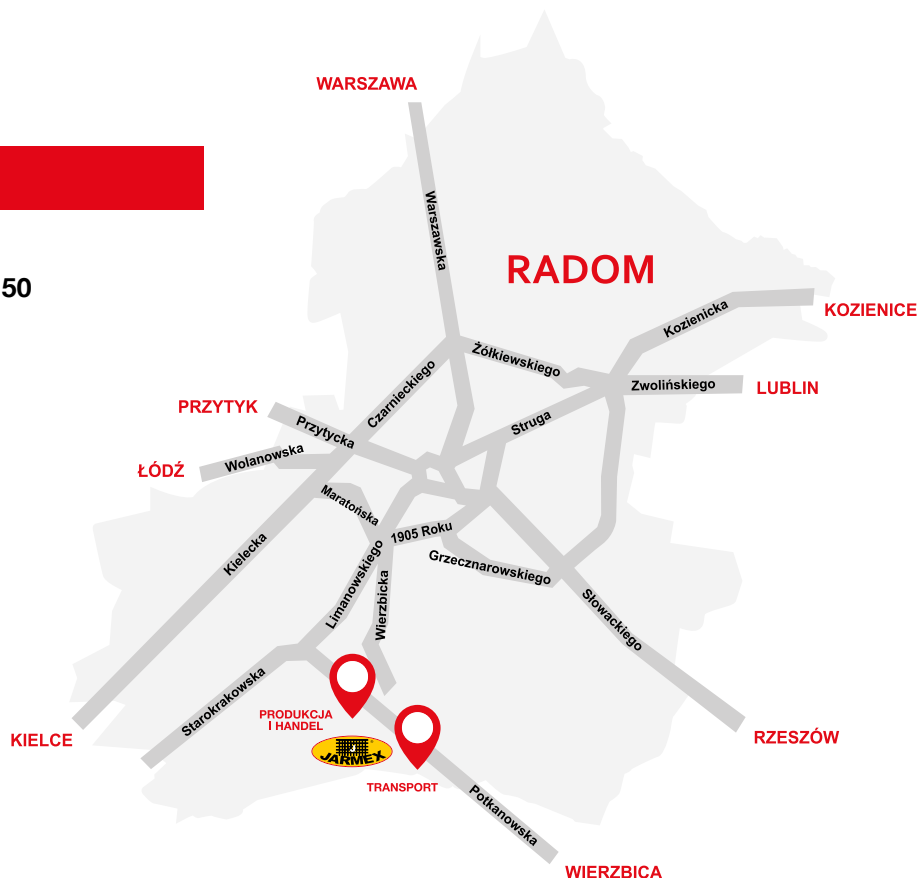 WARSZAWA
Warszawska
RADOM
50
KOZIENICE
Kozienicka
Żółkiewskiego
Czarnieckiego
Zwolińskiego
LUBLIN
PRZYTYK
Przytycka
Struga
Wolanowska
ŁÓDŹ
Maratońska
1905 Roku
Kielecka
Limanowskiego
Wierzbicka
Grzecznarowskiego
Słowackiego
Starokrakowska
PRODUKCJA
I HANDEL
KIELCE
RZESZÓW
J
JARMEX
TRANSPORT
Potkanowska
WIERZBICA